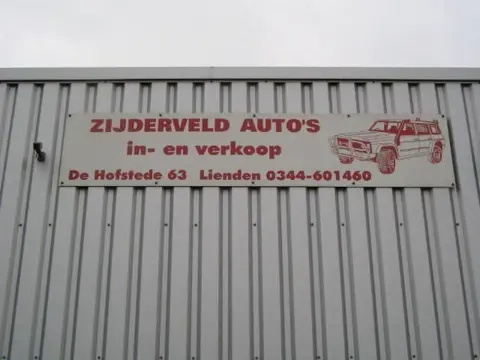 ZIJDERVELD AUTO'S
in- en verkoop
De Hofstede 63 Lienden 0344-601460